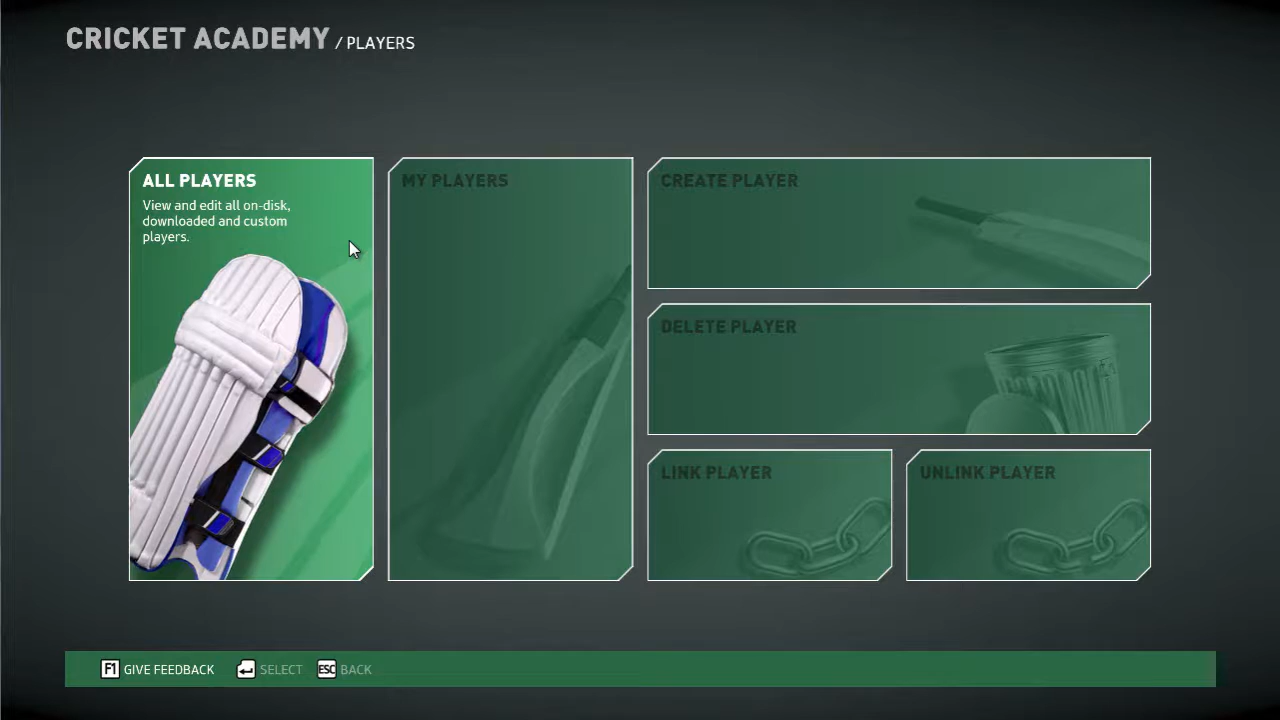 CRICKET ACADEMY / PLAYERS
ALL PLAYERS
View and edit all on-disk,
downloaded and custom
players.
MY PLAYERS
CREATE PLAYER
DELETE PLAYER
LINK PLAYER
UNLINK PLAYER
F1 GIVE FEEDBACK SELECT ESC BACK